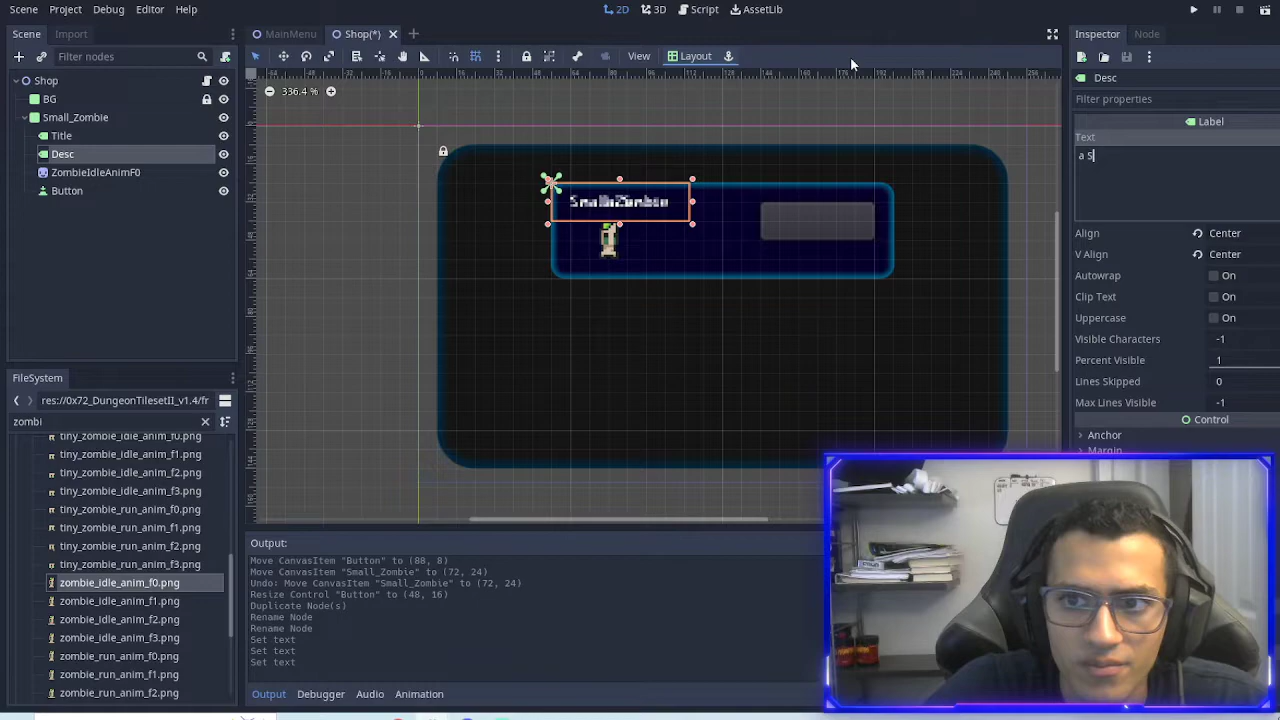 Scene Project Debug Editor Help
2D 3D Script AssetLib
Scene Import
Filter nodes
Shop
BG
Small_Zombie
Title
Desc
ZombieIdleAnimF0
Button
FileSystem
res://0x72_DungeonTilesetII_v1.4/fr
zombi
tiny_zombie_idle_anim_f0.png
tiny_zombie_idle_anim_f1.png
tiny_zombie_idle_anim_f2.png
tiny_zombie_idle_anim_f3.png
tiny_zombie_run_anim_f0.png
tiny_zombie_run_anim_f1.png
tiny_zombie_run_anim_f2.png
tiny_zombie_run_anim_f3.png
zombie_idle_anim_f0.png
zombie_idle_anim_f1.png
zombie_idle_anim_f2.png
zombie_idle_anim_f3.png
zombie_run_anim_f0.png
zombie_run_anim_f1.png
zombie_run_anim_f2.png
MainMenu Shop(*)
View Layout
336.4 %
Output:
Move CanvasItem "Button" to (88, 8)
Move CanvasItem "Small_Zombie" to (72, 24)
Undo: Move CanvasItem "Small_Zombie" to (72, 24)
Resize Control "Button" to (48, 16)
Duplicate Node(s)
Rename Node
Rename Node
Set text
Set text
Set text
Output Debugger Audio Animation
Inspector Node
Desc
Filter properties
Label
Text
a S
Align Center
V Align Center
Autowrap On
Clip Text On
Uppercase On
Visible Characters -1
Percent Visible 1
Lines Skipped 0
Max Lines Visible -1
Control
Anchor
Margin